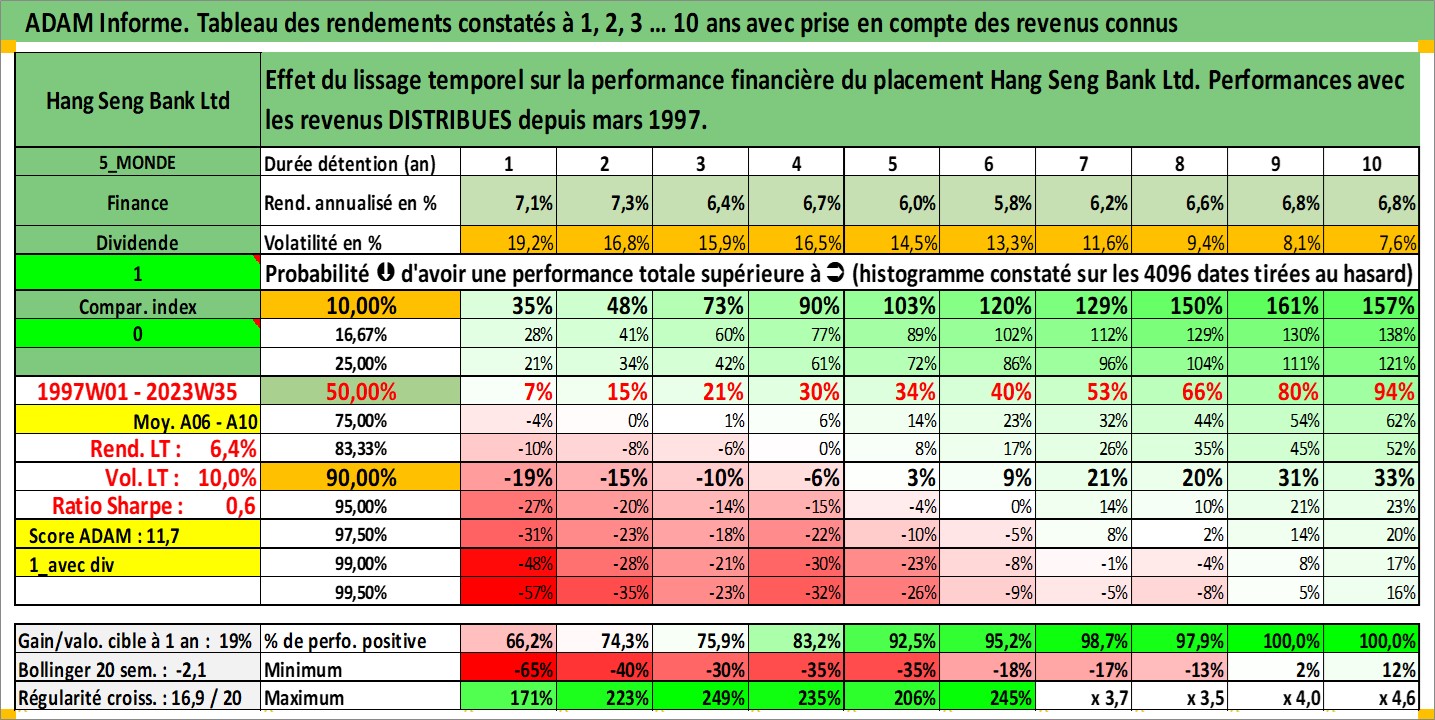 ADAM Informe. Tableau des rendements constatés à 1, 2, 3 ... 10 ans avec prise en compte des revenus connus
Hang Seng Bank Ltd
Effet du lissage temporel sur la performance financière du placement Hang Seng Bank Ltd. Performances avec
les revenus DISTRIBUES depuis mars 1997.
5_MONDE Durée détention (an) 1 2 3 4 5 6 7 8 9 10
Finance Rend. annualisé en % 7,1% 7,3% 6,4% 6,7% 6,0% 5,8% 6,2% 6,6% 6,8% 6,8%
Dividende Volatilité en % 19,2% 16,8% 15,9% 16,5% 14,5% 13,3% 11,6% 9,4% 8,1% 7,6%
1 Probabilité ⬇ d'avoir une performance totale supérieure à ➲ (histogramme constaté sur les 4096 dates tirées au hasard)
Compar. index 10,00% 35% 48% 73% 90% 103% 120% 129% 150% 161% 157%
0 16,67% 28% 41% 60% 77% 89% 102% 112% 129% 130% 138%
25,00% 21% 34% 42% 61% 72% 86% 96% 104% 111% 121%
1997W01 - 2023W35 50,00% 7% 15% 21% 30% 34% 40% 53% 66% 80% 94%
Moy. A06 - A10 75,00% -4% 0% 1% 6% 14% 23% 32% 44% 54% 62%
Rend. LT : 6,4% 83,33% -10% -8% -6% 0% 8% 17% 26% 35% 45% 52%
Vol. LT : 10,0% 90,00% -19% -15% -10% -6% 3% 9% 21% 20% 31% 33%
Ratio Sharpe : 0,6 95,00% -27% -20% -14% -15% -4% 0% 14% 10% 21% 23%
Score ADAM : 11,7 97,50% -31% -23% -18% -22% -10% -5% 8% 2% 14% 20%
1_avec div 99,00% -48% -28% -21% -30% -23% -8% -1% -4% 8% 17%
99,50% -57% -35% -23% -32% -26% -9% -5% -8% 5% 16%
Gain/valo. cible à 1 an : 19% % de perfo. positive 66,2% 74,3% 75,9% 83,2% 92,5% 95,2% 98,7% 97,9% 100,0% 100,0%
Bollinger 20 sem. : -2,1 Minimum -65% -40% -30% -35% -35% -18% -17% -13% 2% 12%
Régularité croiss. : 16,9 / 20 Maximum 171% 223% 249% 235% 206% 245% x 3,7 x 3,5 x 4,0 x 4,6